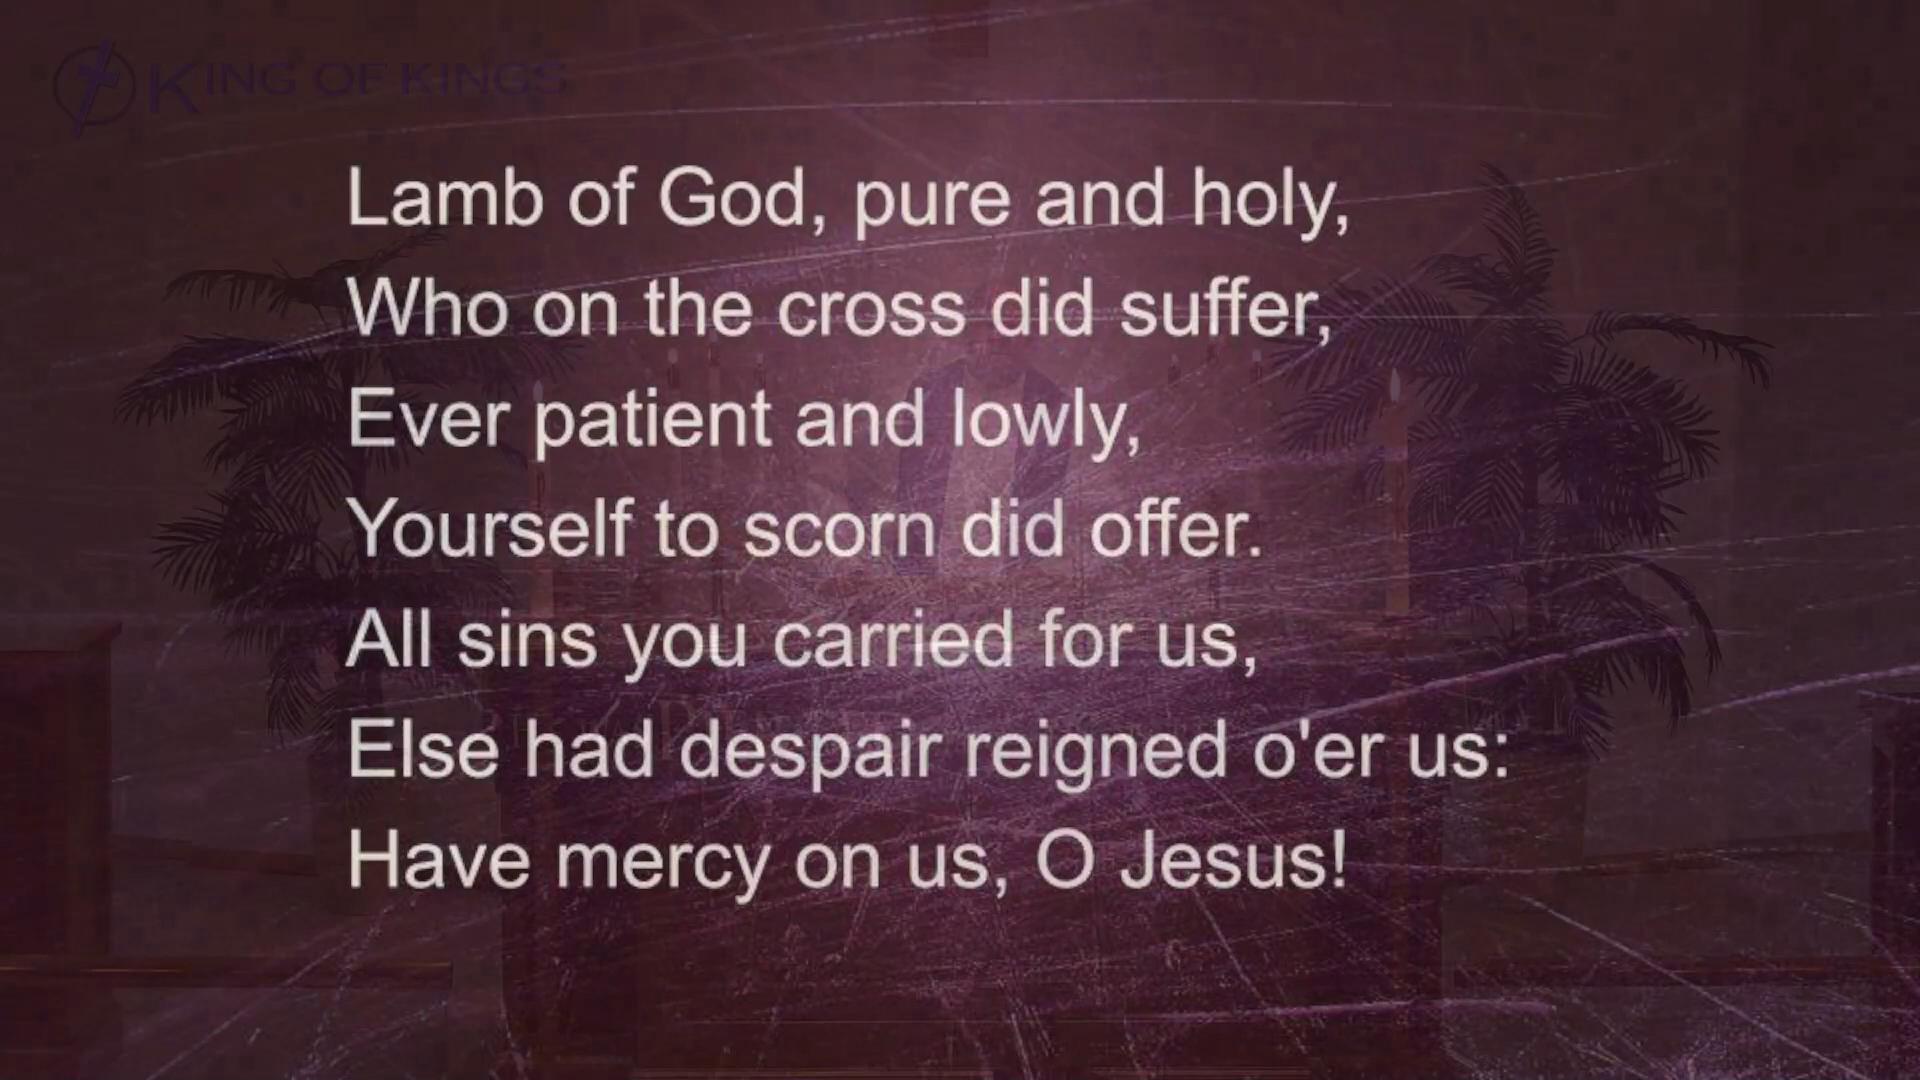 KING OF KINGS
Lamb of God, pure and holy,
Who on the cross did suffer,
Ever patient and lowly,
Yourself to scorn did offer.
All sins you carried for us,
Else had despair reigned o'er us:
Have mercy on us, O Jesus!